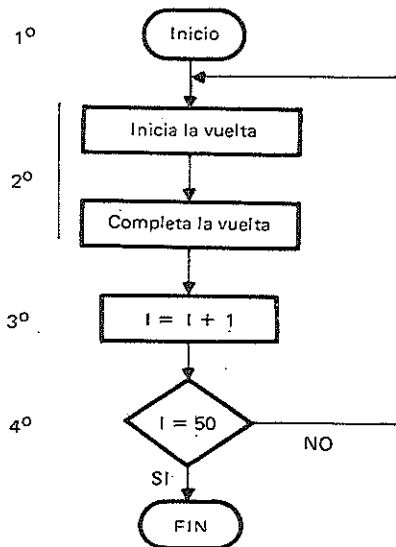 1º Inicio
Inicia la vuelta
2º
Completa la vuelta
3º I = I + 1
4º I = 50
NO
SI
FIN